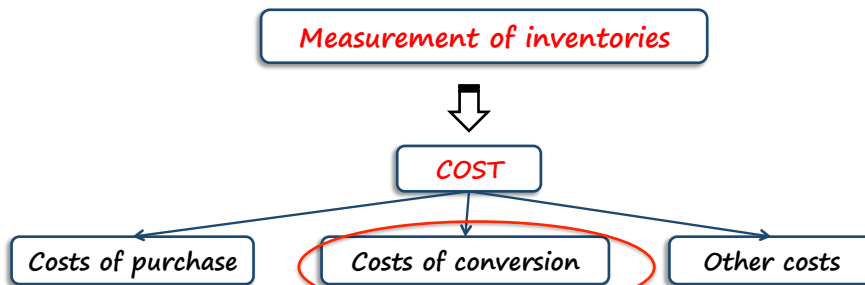 Measurement of inventories
COST
Costs of purchase
Costs of conversion
Other costs